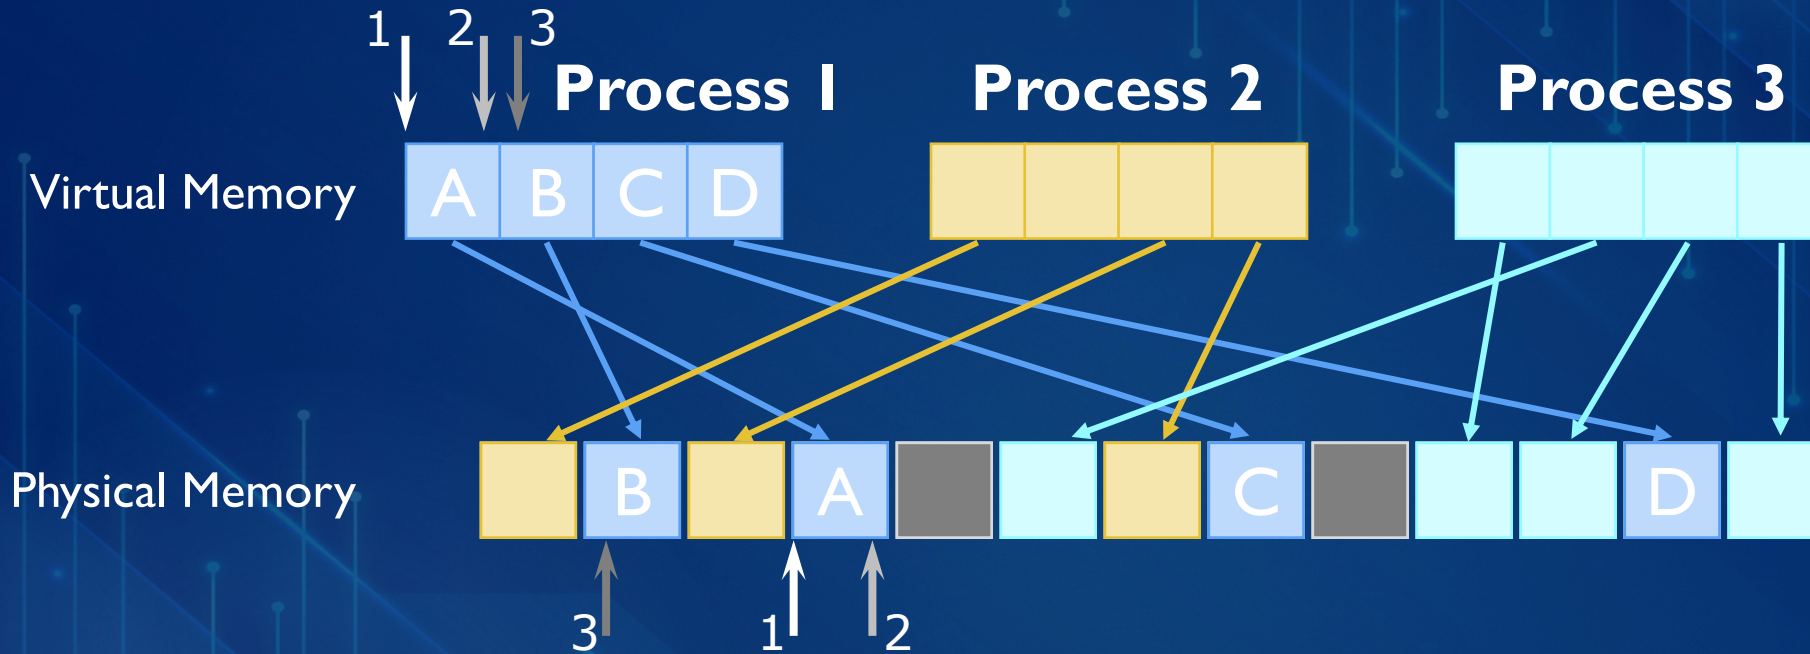 1 2 3
Process 1 Process 2 Process 3
Virtual Memory A B C D
Physical Memory B A C D
3 1 2